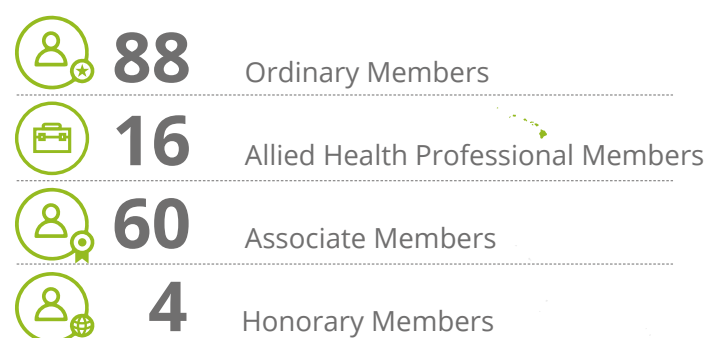 88 Ordinary Members
16 Allied Health Professional Members
60 Associate Members
4 Honorary Members